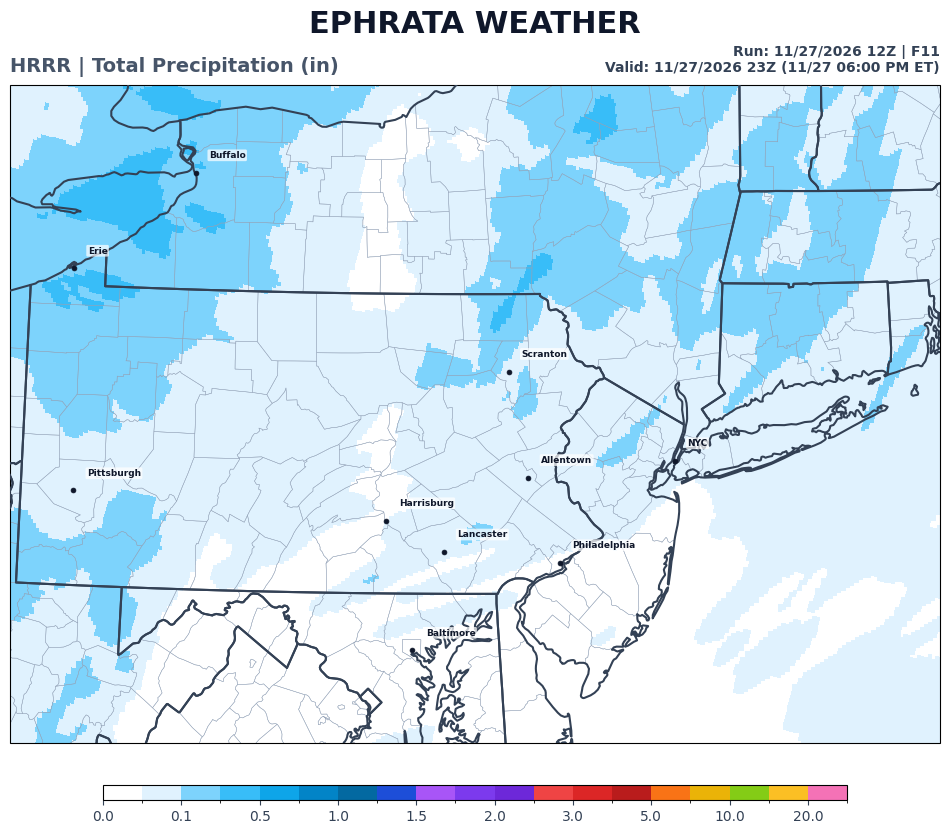 EPHRATA WEATHER
HRRR | Total Precipitation (in)
Run: 11/27/2026 12Z | F11
Valid: 11/27/2026 23Z (11/27 06:00 PM ET)
Buffalo
Erie
Scranton
NYC
Allentown
Pittsburgh
Harrisburg
Lancaster
Philadelphia
Baltimore
0.0 0.1 0.5 1.0 1.5 2.0 3.0 5.0 10.0 20.0